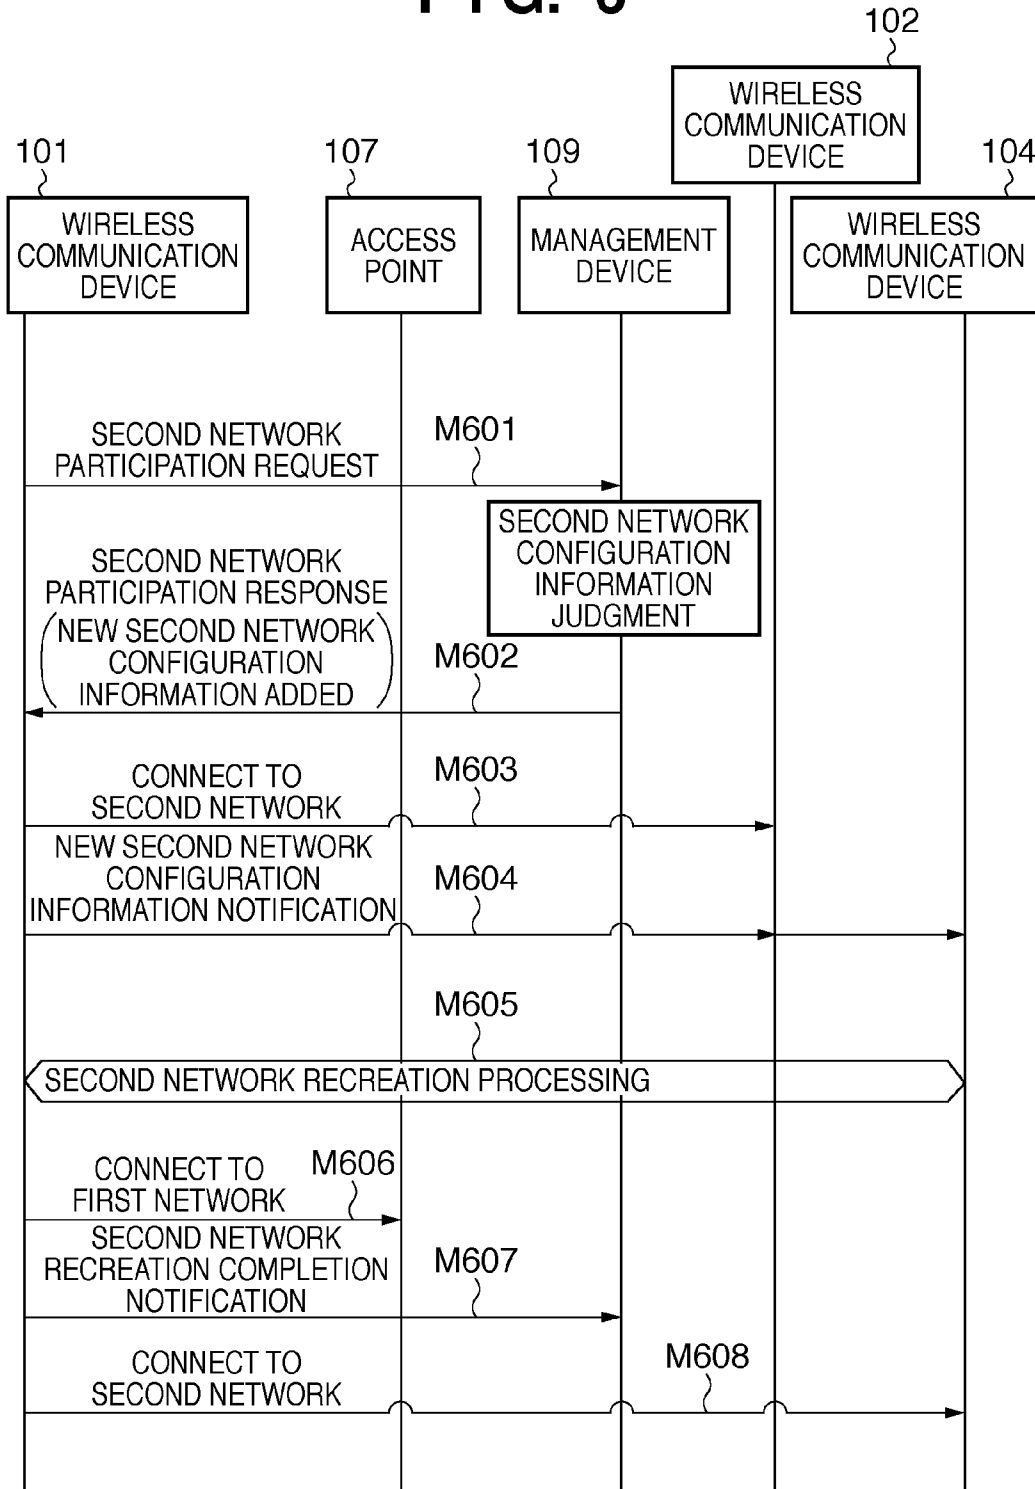 102
WIRELESS
COMMUNICATION
DEVICE
101
107
109
104
WIRELESS
COMMUNICATION
DEVICE
ACCESS
POINT
MANAGEMENT
DEVICE
WIRELESS
COMMUNICATION
DEVICE
SECOND NETWORK
PARTICIPATION REQUEST
M601
SECOND NETWORK
CONFIGURATION
INFORMATION
JUDGMENT
SECOND NETWORK
PARTICIPATION RESPONSE
(NEW SECOND NETWORK
CONFIGURATION
INFORMATION ADDED)
M602
CONNECT TO
SECOND NETWORK
M603
NEW SECOND NETWORK
CONFIGURATION
INFORMATION NOTIFICATION
M604
M605
SECOND NETWORK RECREATION PROCESSING
CONNECT TO
FIRST NETWORK
M606
SECOND NETWORK
RECREATION COMPLETION
NOTIFICATION
M607
CONNECT TO
SECOND NETWORK
M608